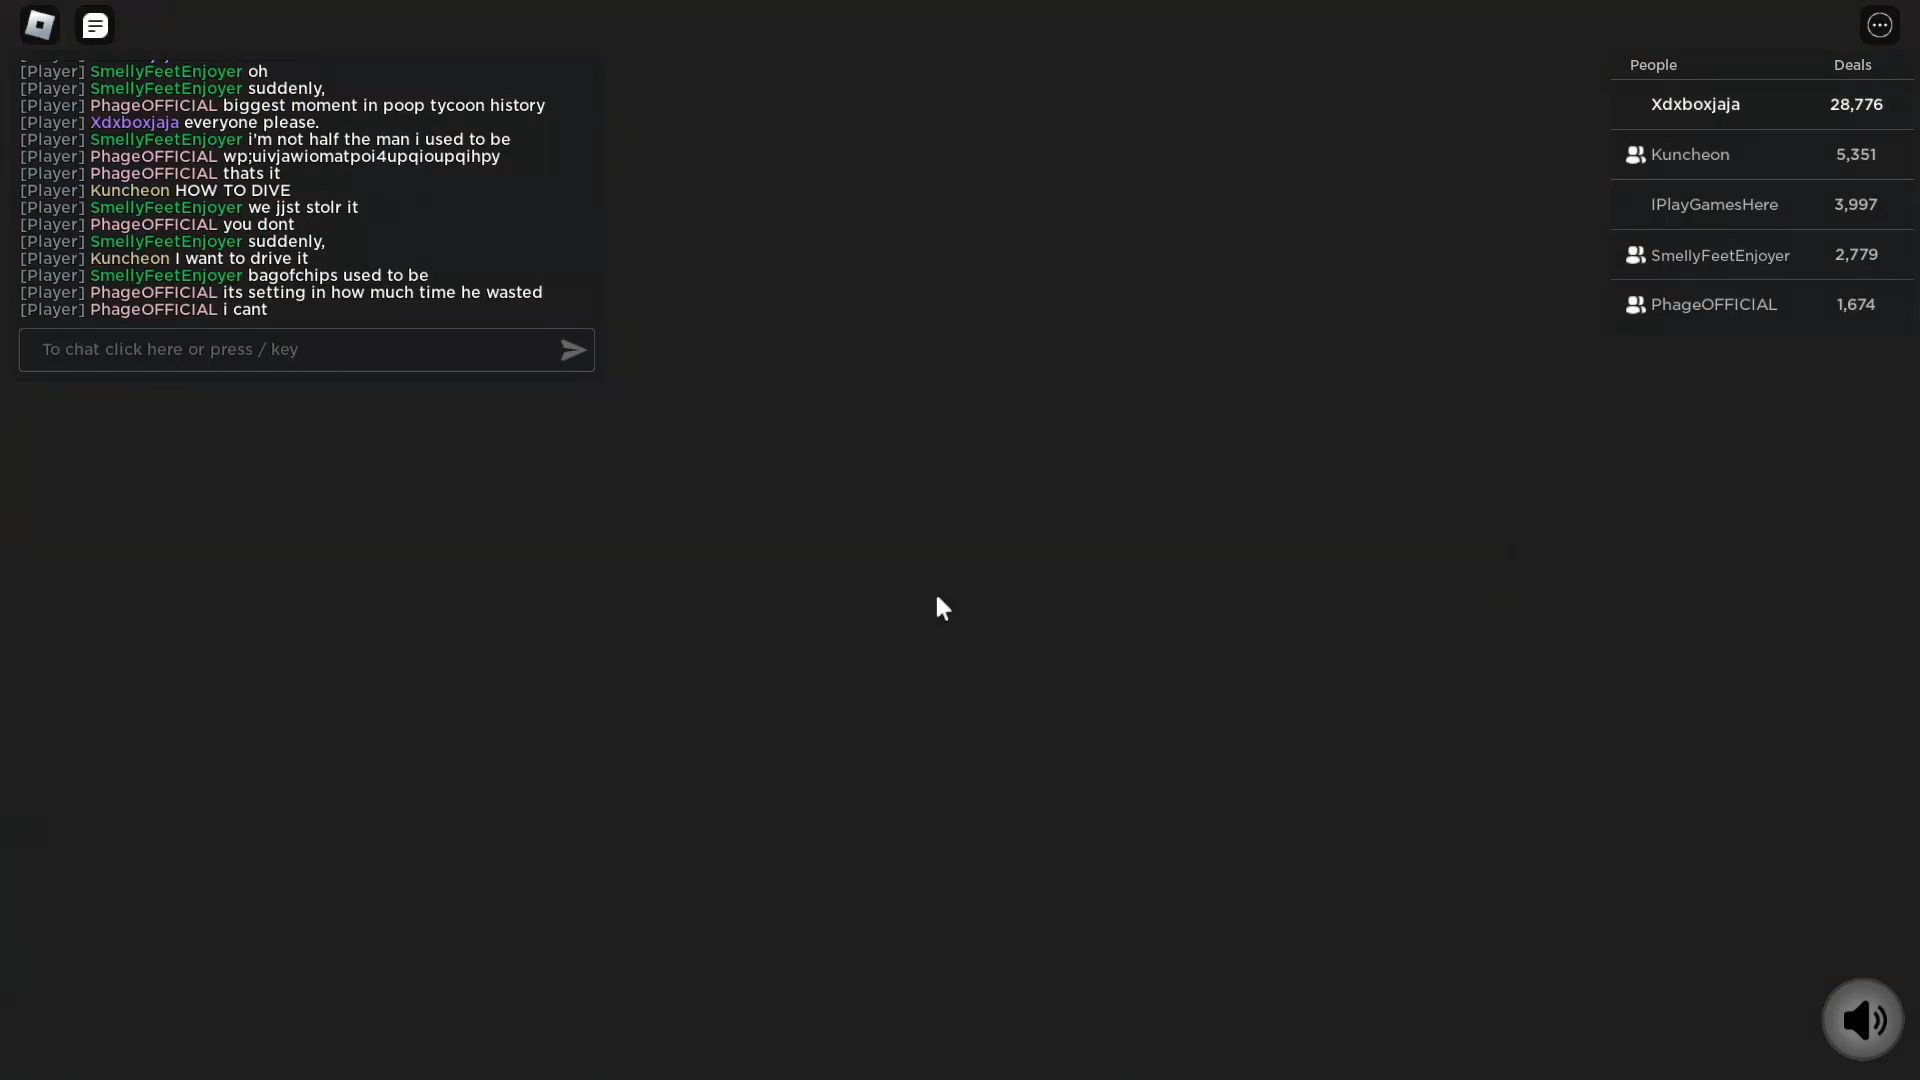 [Player] SmellyFeetEnjoyer oh
[Player] SmellyFeetEnjoyer suddenly,
[Player] PhageOFFICIAL biggest moment in poop tycoon history
[Player] Xdxboxjaja everyone please.
[Player] SmellyFeetEnjoyer i'm not half the man i used to be
[Player] PhageOFFICIAL wp;uivjawiomatpoi4upqioupqihpy
[Player] PhageOFFICIAL thats it
[Player] Kuncheon HOW TO DIVE
[Player] SmellyFeetEnjoyer we jjst stolr it
[Player] PhageOFFICIAL you dont
[Player] SmellyFeetEnjoyer suddenly,
[Player] Kuncheon I want to drive it
[Player] SmellyFeetEnjoyer bagofchips used to be
[Player] PhageOFFICIAL its setting in how much time he wasted
[Player] PhageOFFICIAL i cant
To chat click here or press / key
People Deals
Xdxboxjaja 28,776
Kuncheon 5,351
IPlayGamesHere 3,997
SmellyFeetEnjoyer 2,779
PhageOFFICIAL 1,674